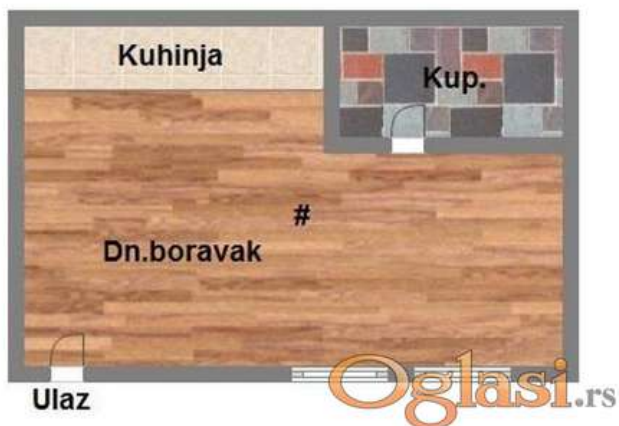 Kuhinja
Kup.
#
Dn.boravak
Ulaz
Oglasi.rs